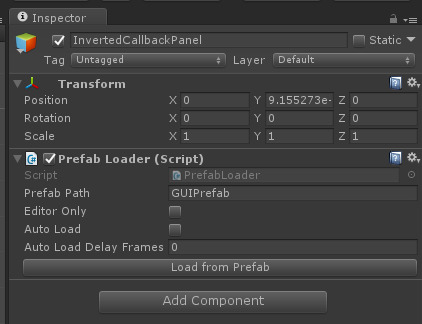 Inspector
InvertedCallbackPanel Static
Tag Untagged Layer Default
Transform
Position X 0 Y 9.155273e- Z 0
Rotation X 0 Y 0 Z 0
Scale X 1 Y 1 Z 1
Prefab Loader (Script)
Script PrefabLoader
Prefab Path GUIPrefab
Editor Only
Auto Load
Auto Load Delay Frames 0
Load from Prefab
Add Component